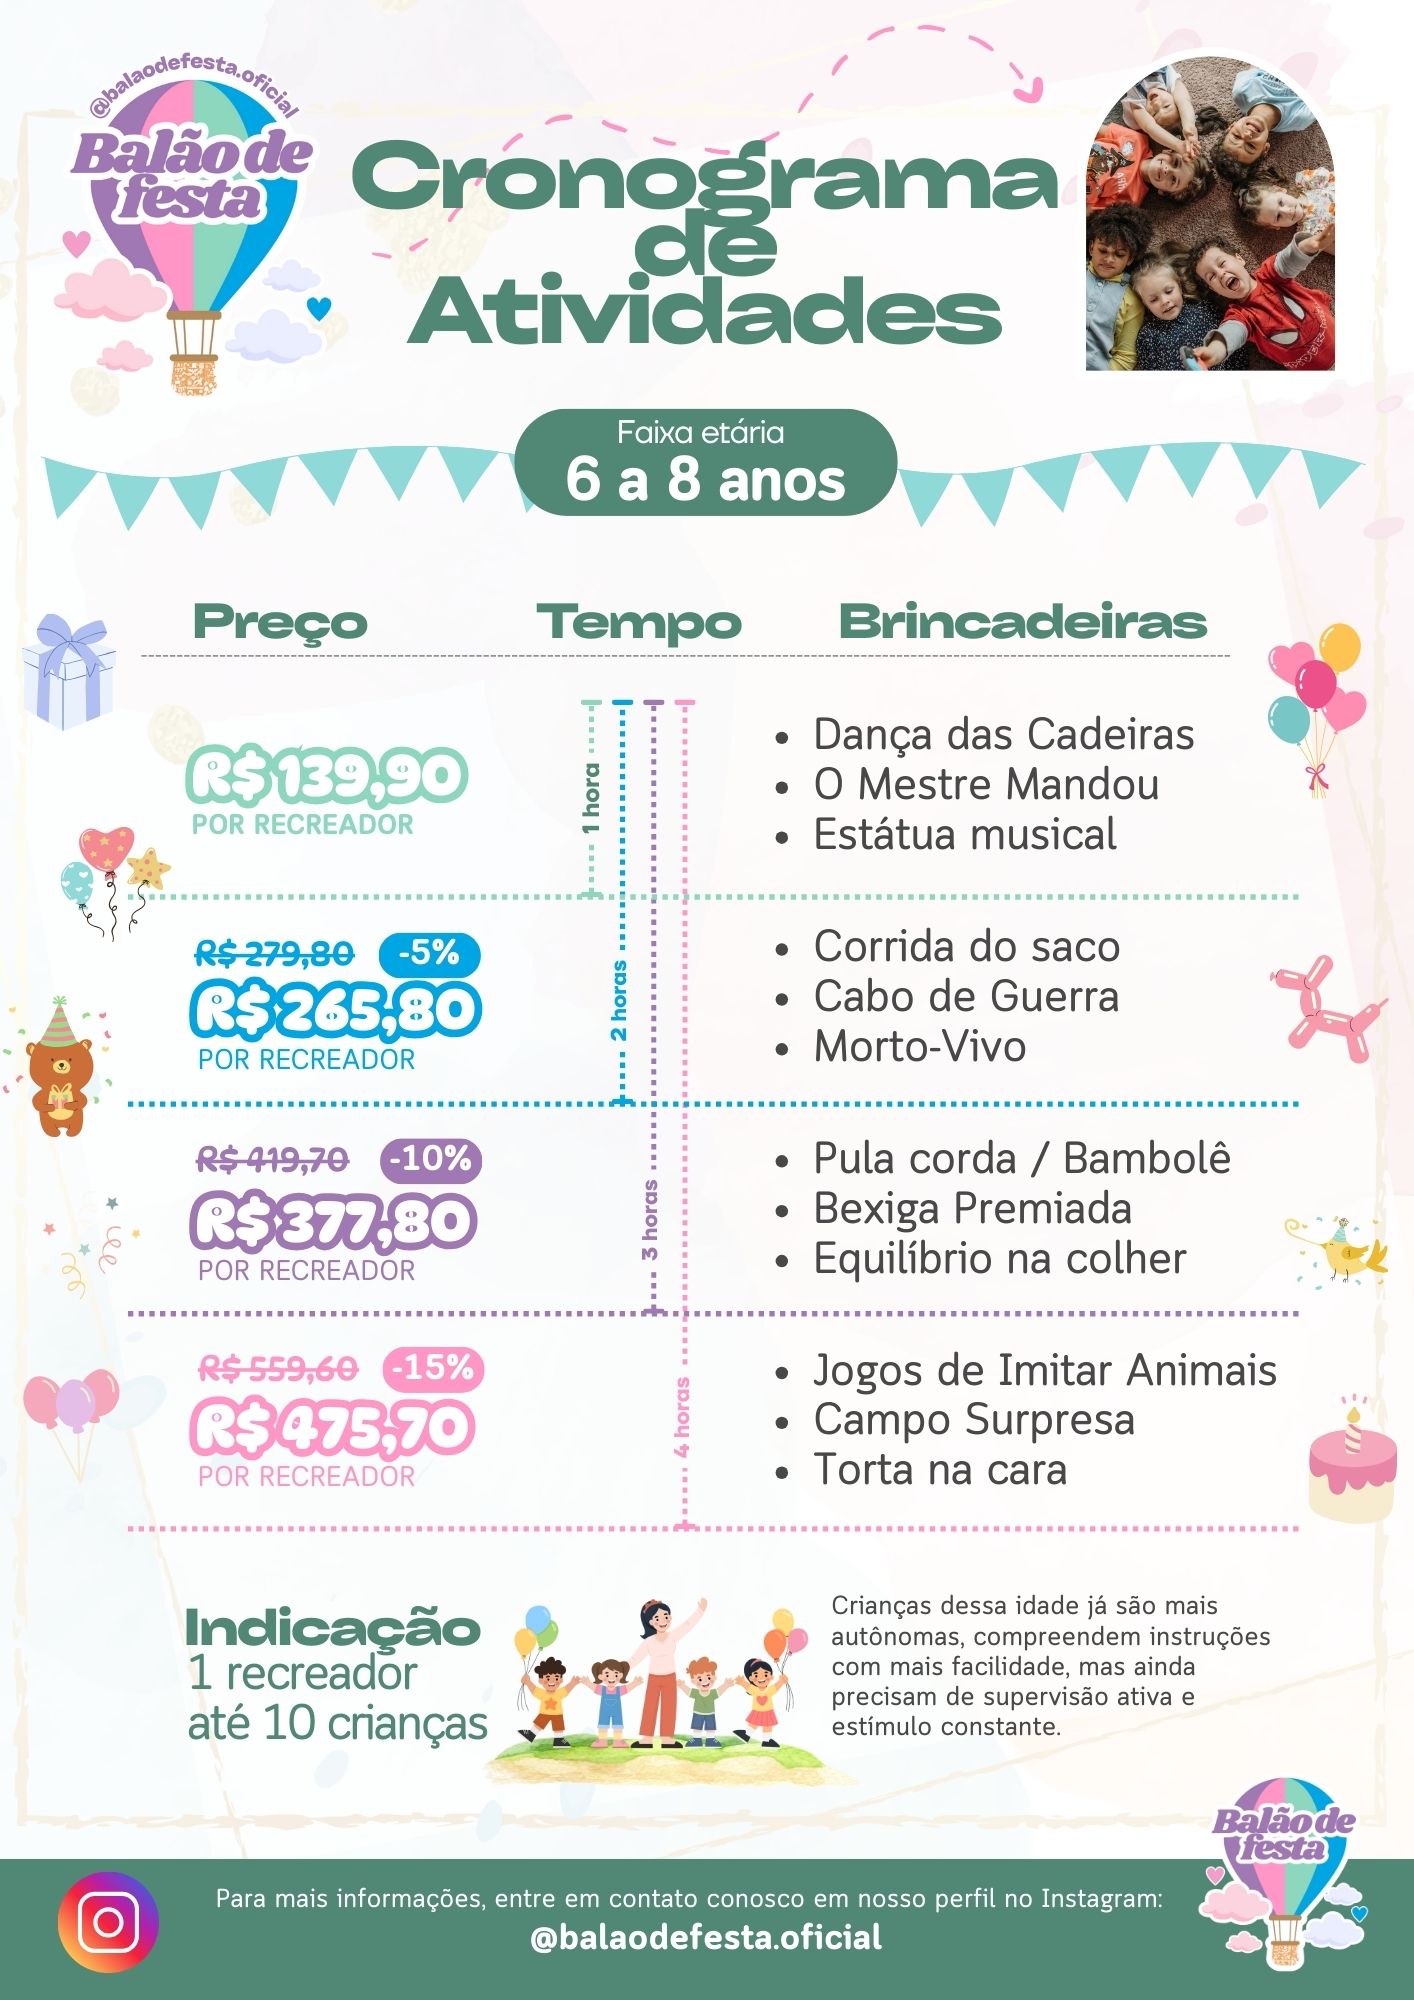 @balaodefesta.oficial
Balão de
festa
Cronograma
de
Atividades
Faixa etária
6 a 8 anos
Preço Tempo Brincadeiras
R$ 139,90
POR RECREADOR
1 hora
• Dança das Cadeiras
• O Mestre Mandou
• Estátua musical
R$ 279,80 -5%
R$ 265,80
POR RECREADOR
2 horas
• Corrida do saco
• Cabo de Guerra
• Morto-Vivo
R$ 419,70 -10%
R$ 377,80
POR RECREADOR
3 horas
• Pula corda / Bambolê
• Bexiga Premiada
• Equilíbrio na colher
R$ 559,60 -15%
R$ 475,70
POR RECREADOR
4 horas
• Jogos de Imitar Animais
• Campo Surpresa
• Torta na cara
Indicação
1 recreador
até 10 crianças
Crianças dessa idade já são mais
autônomas, compreendem instruções
com mais facilidade, mas ainda
precisam de supervisão ativa e
estímulo constante.
Balão de
festa
Para mais informações, entre em contato conosco em nosso perfil no Instagram:
@balaodefesta.oficial